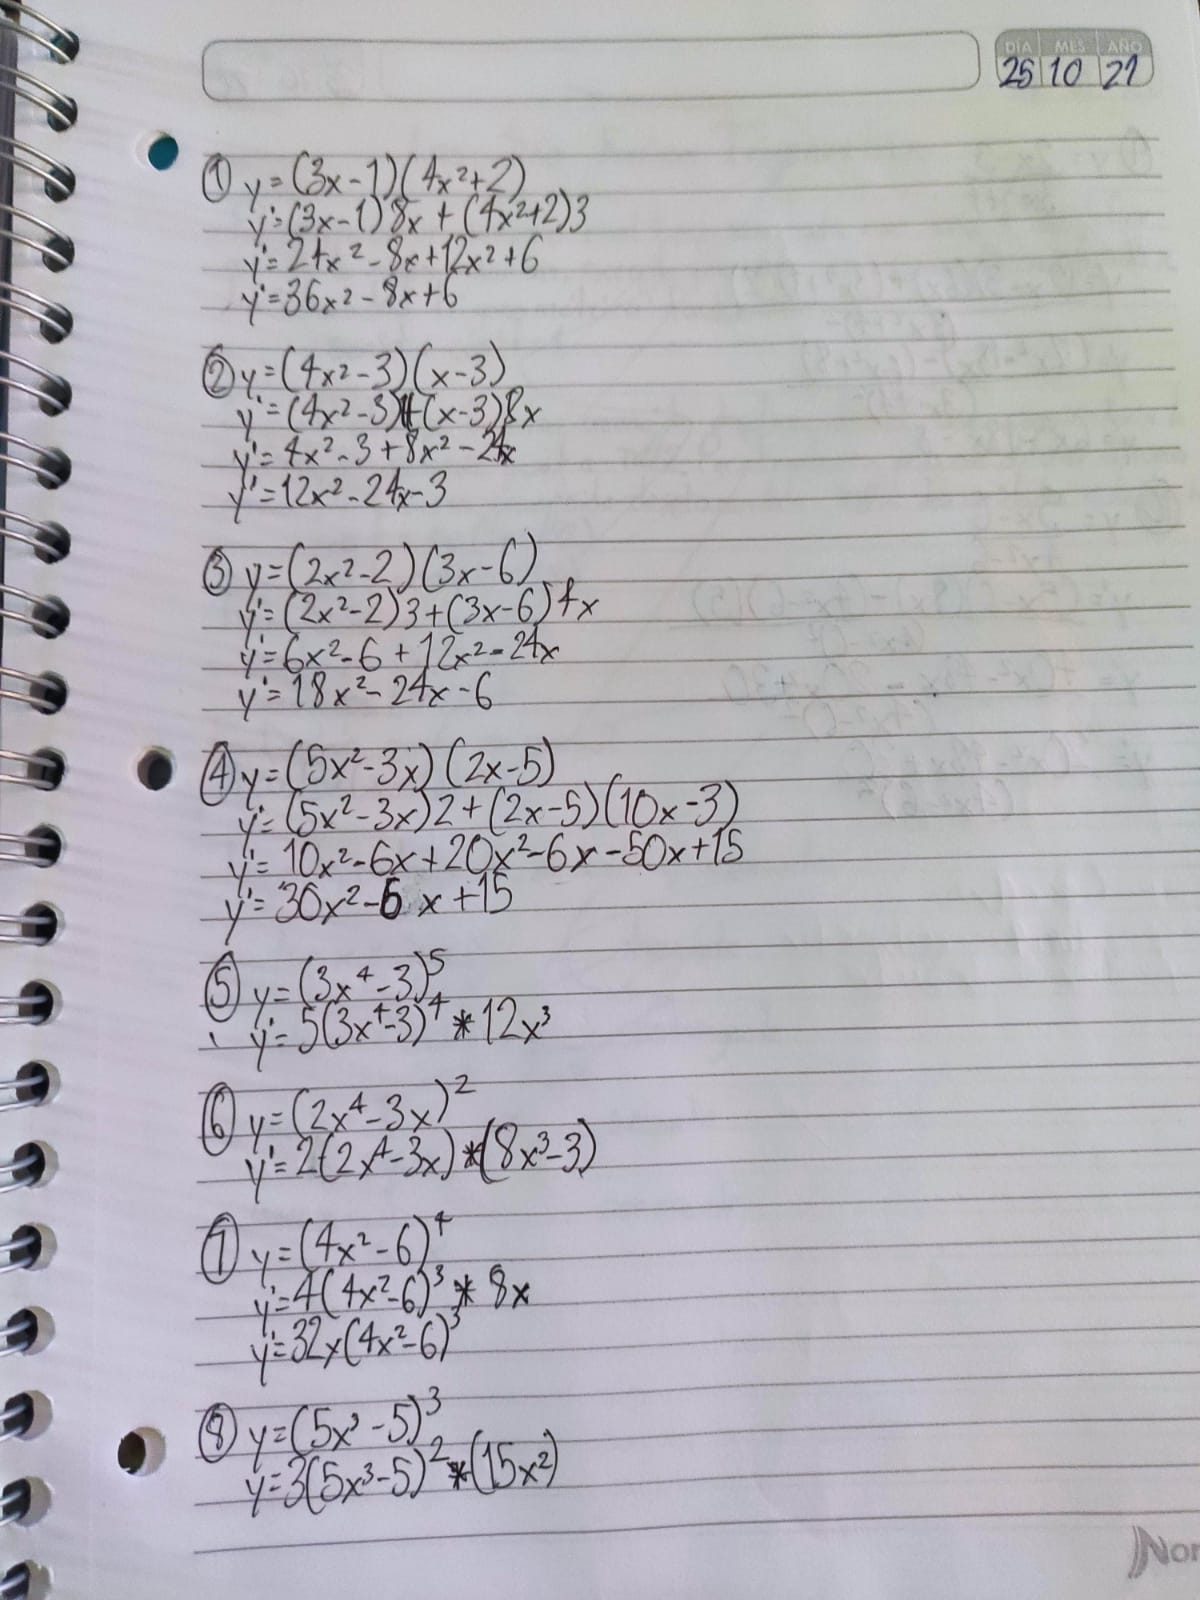 DÍA MES AÑO
25 10 21
① y=(3x-1)(4x²+2)
y'=(3x-1)8x+(4x²+2)3
y'=24x²-8x+12x²+6
y'=36x²-8x+6
② y=(4x²-3)(x-3)
y'=(4x²-3)1+(x-3)8x
y'=4x²-3+8x²-24x
y'=12x²-24x-3
③ y=(2x²-2)(3x-6)
y'=(2x²-2)3+(3x-6)4x
y'=6x²-6+12x²-24x
y'=18x²-24x-6
④ y=(5x²-3x)(2x-5)
y'=(5x²-3x)2+(2x-5)(10x-3)
y'=10x²-6x+20x²-6x-50x+15
y'=30x²-6 x+15
⑤ y=(3x⁴-3)⁵
y'=5(3x⁴-3)⁴*12x³
⑥ y=(2x⁴-3x)²
y'=2(2x⁴-3x)*(8x³-3)
⑦ y=(4x²-6)⁴
y'=4(4x²-6)³*8x
y'=32x(4x²-6)³
⑧ y=(5x³-5)³
y'=3(5x³-5)²*(15x²)
Nor